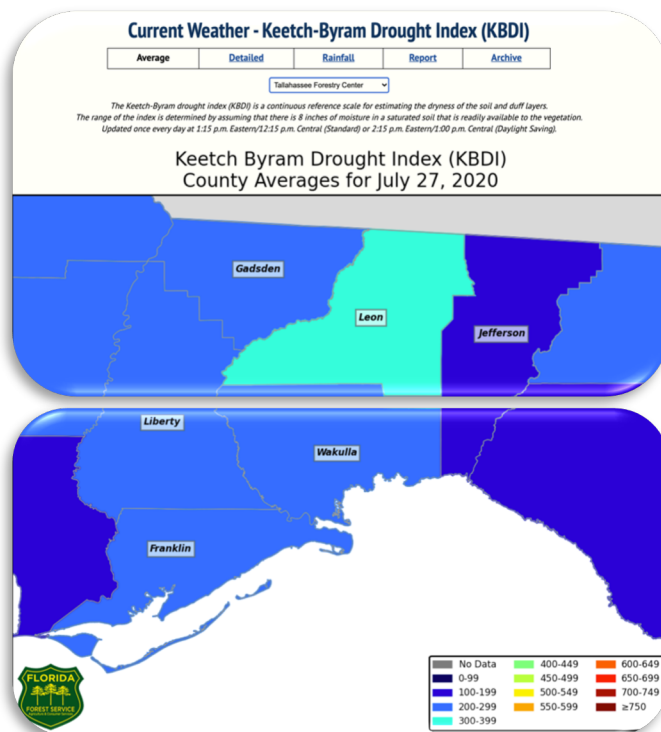 Current Weather - Keetch-Byram Drought Index (KBDI)
Average Detailed Rainfall Report Archive
Tallahassee Forestry Center
The Keetch-Byram drought index (KBDI) is a continuous reference scale for estimating the dryness of the soil and duff layers.
The range of the index is determined by assuming that there is 8 inches of moisture in a saturated soil that is readily available to the vegetation.
Updated once every day at 1:15 p.m. Eastern/12:15 p.m. Central (Standard) or 2:15 p.m. Eastern/1:00 p.m. Central (Daylight Saving).
Keetch Byram Drought Index (KBDI)
County Averages for July 27, 2020
Gadsden
Leon
Jefferson
Liberty
Wakulla
Franklin
No Data 400-449 600-649
0-99 450-499 650-699
100-199 500-549 700-749
200-299 550-599 ≥750
300-399
FLORIDA
FOREST SERVICE